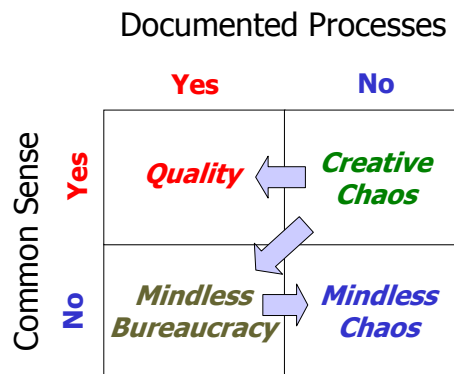 Documented Processes
Yes
No
Common Sense
Yes
Quality
Creative
Chaos
No
Mindless
Bureaucracy
Mindless
Chaos